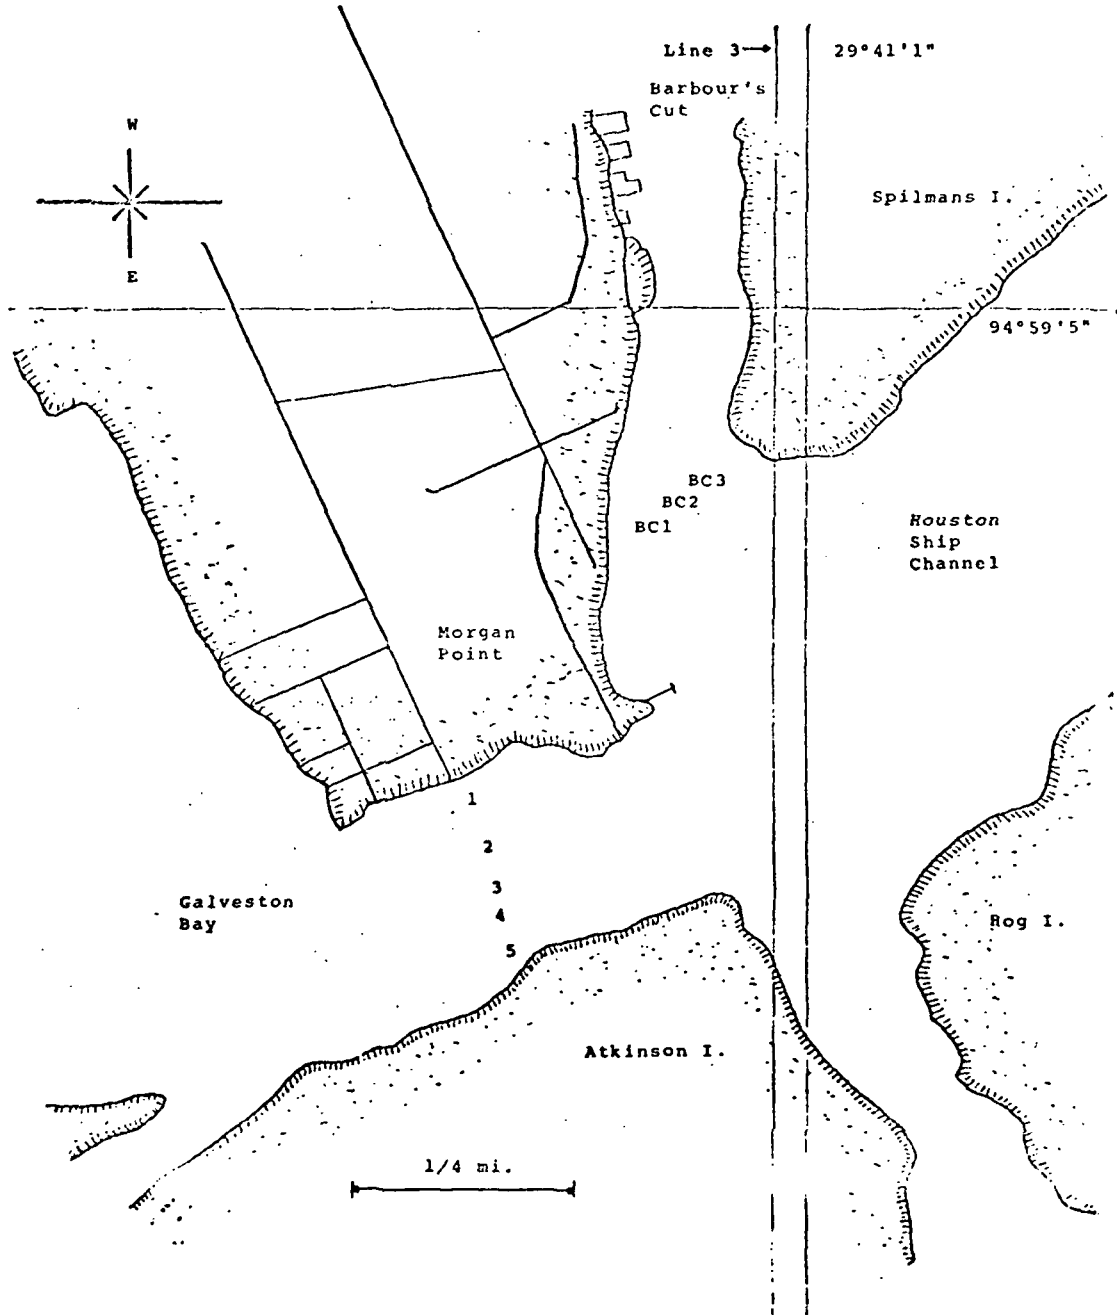 Line 3
29°41'1"
Barbour's
Cut
W
Spilmans I.
E
94°59'5"
BC3
BC2
BC1
Houston
Ship
Channel
Morgan
Point
1
2
3
4
5
Galveston
Bay
Hog I.
Atkinson I.
1/4 mi.